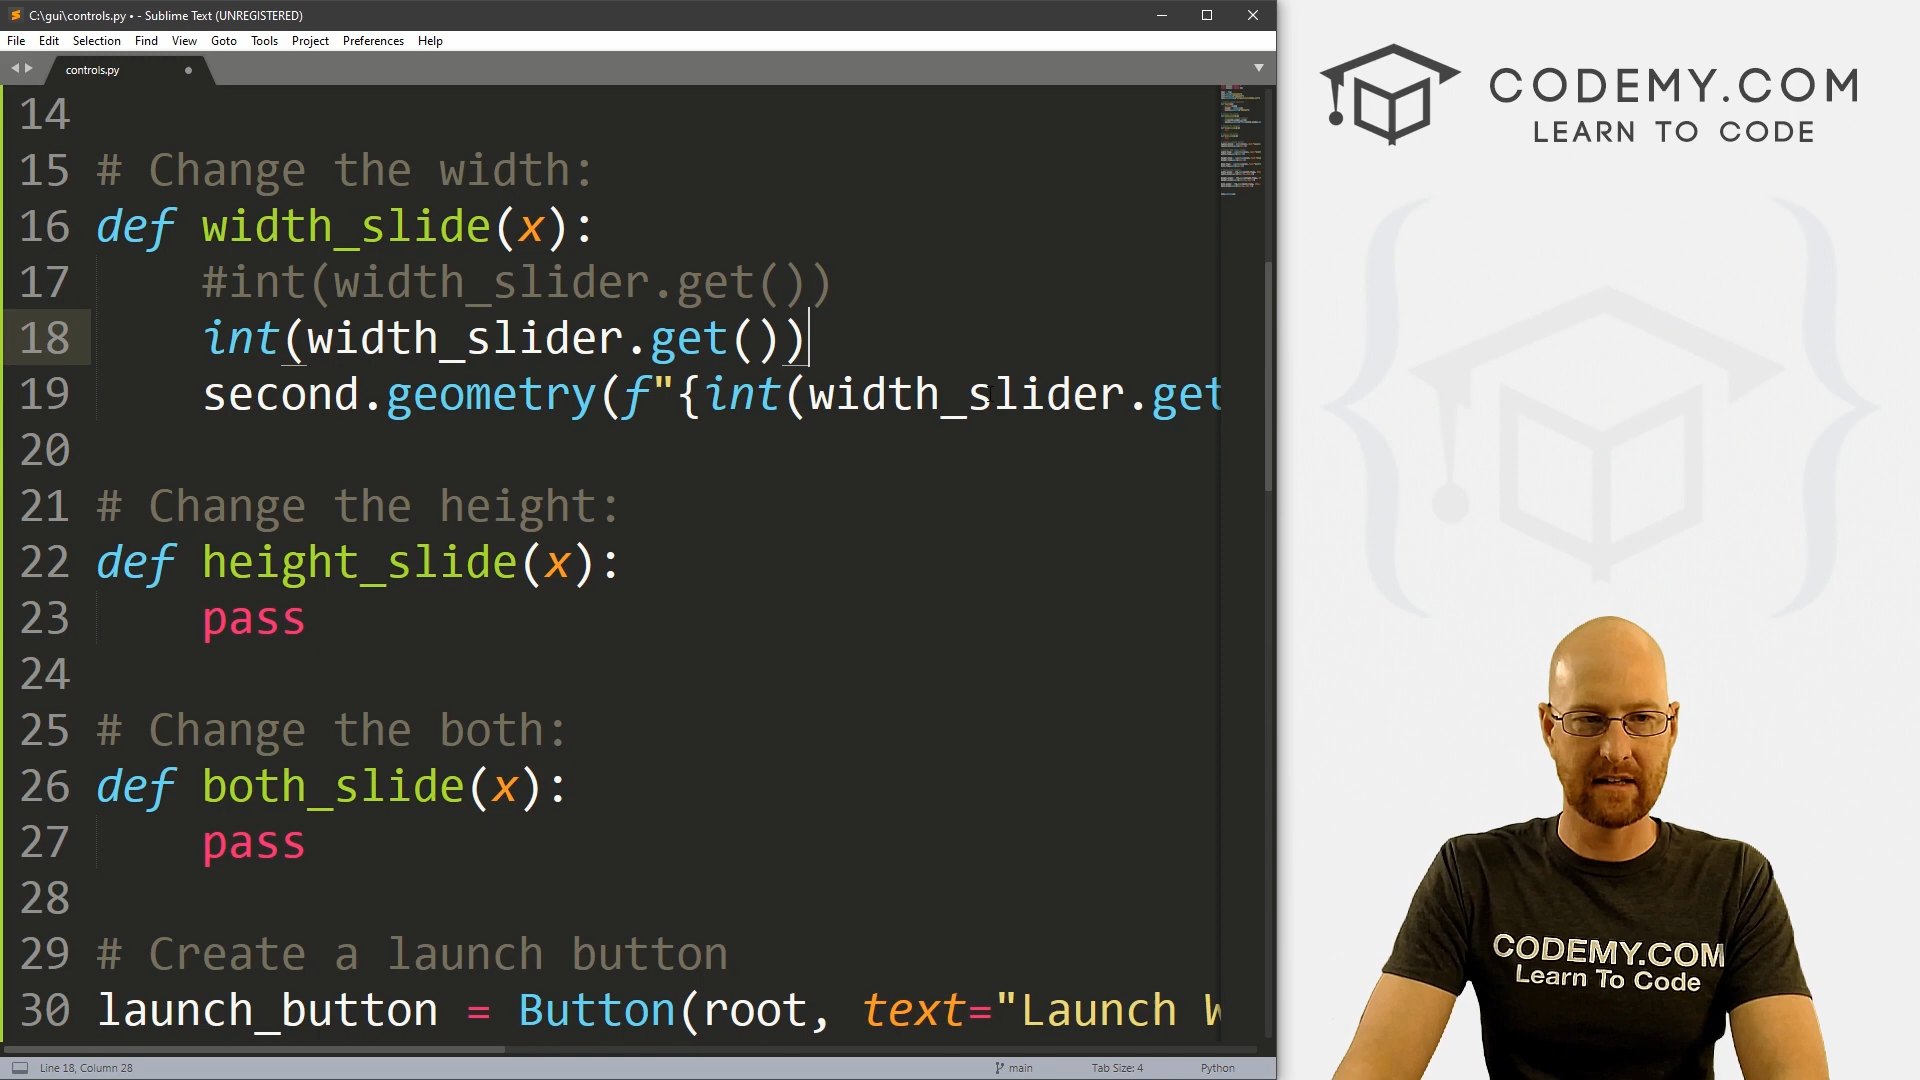 C:\gui\controls.py • - Sublime Text (UNREGISTERED)
File Edit Selection Find View Goto Tools Project Preferences Help
controls.py
14
15 # Change the width:
16 def width_slide(x):
17 #int(width_slider.get())
18 int(width_slider.get())
19 second.geometry(f"{int(width_slider.get
20
21 # Change the height:
22 def height_slide(x):
23 pass
24
25 # Change the both:
26 def both_slide(x):
27 pass
28
29 # Create a launch button
30 launch_button = Button(root, text="Launch W
Line 18, Column 28 main Tab Size: 4 Python
CODEMY.COM
LEARN TO CODE
CODEMY.COM
Learn To Code